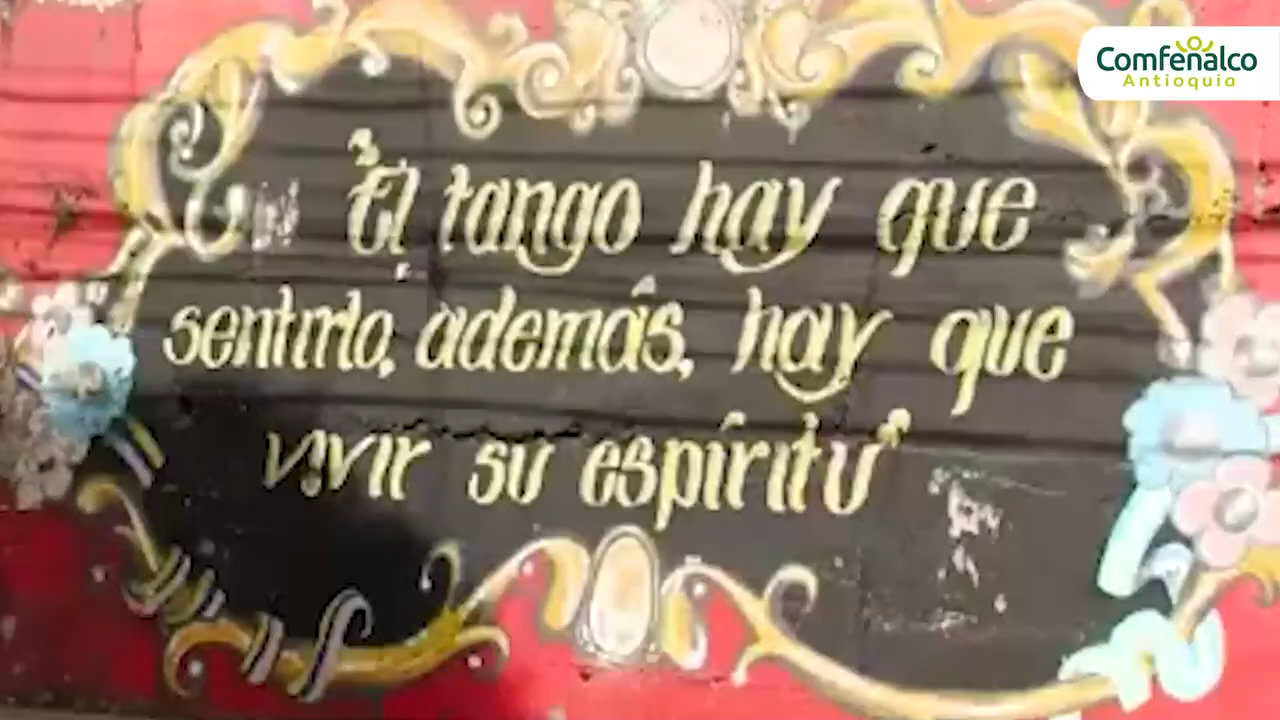 Comfenalco
Antioquia
"El tango hay que
sentirlo, además, hay que
vivir su espíritu"